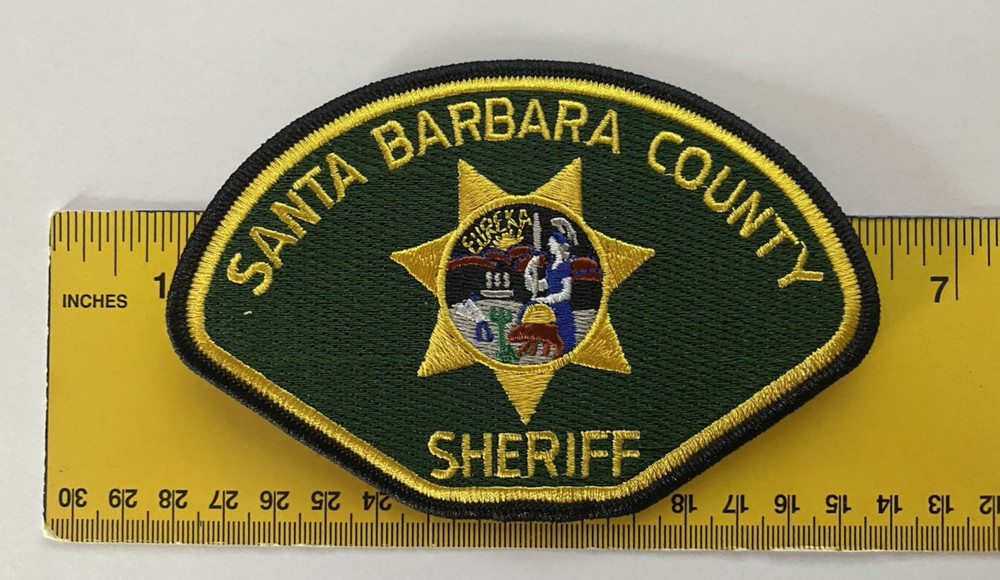 SANTA BARBARA COUNTY
EUREKA
SHERIFF
INCHES 1 7
30 29 28 27 26 25 24 18 17 16 15 14 13 12